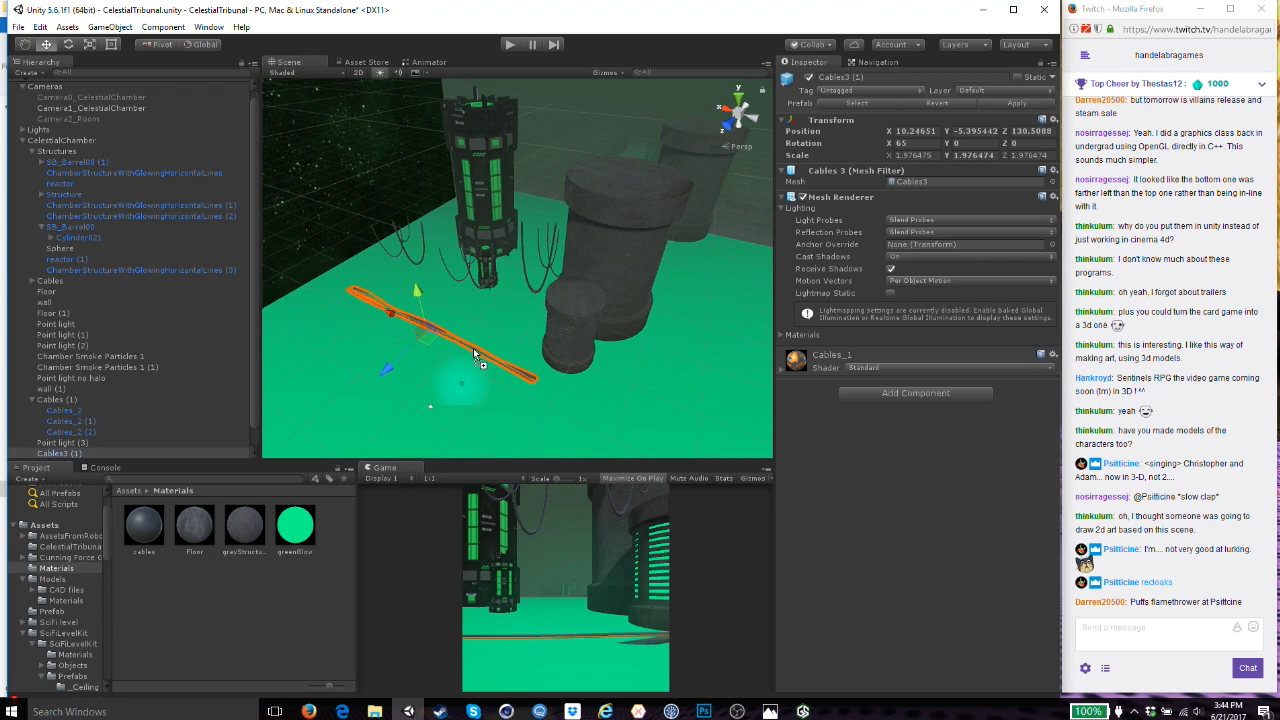 Unity 5.6.1f1 (64bit) - CelestialTribunal.unity - CelestialTribunal - PC, Mac & Linux Standalone* <DX11>
File Edit Assets GameObject Component Window Help
Pivot Global
Collab Account Layers Layout
Hierarchy
Create All
Cameras
Camera0_CelestialChamber
Camera1_CelestialChamber
Camera2_Room
Lights
CelestialChamber
Structures
SB_Barrel00 (1)
ChamberStructureWithGlowingHorizontalLines
reactor
Structure
ChamberStructureWithGlowingHorizontalLines (1)
ChamberStructureWithGlowingHorizontalLines (2)
SB_Barrel00
Cylinder021
Sphere
reactor (1)
ChamberStructureWithGlowingHorizontalLines (3)
Cables
Floor
wall
Floor (1)
Point light
Point light (1)
Point light (2)
Chamber Smoke Particles 1
Chamber Smoke Particles 1 (1)
Point light no halo
wall (1)
Cables (1)
Cables_2
Cables_2 (1)
Cables_2 (2)
Point light (3)
Cables3 (1)
Scene Asset Store Animator
Shaded 2D Gizmos All
y
x
z
Persp
Project Console
Create
All Prefabs
All Scripts
Assets
AssetsFromRobo
CelestialTribuna
Cunning Force G
Materials
Models
C4D files
Materials
Prefab
SciFi level
SciFiLevelKit
SciFiLevelKit
Materials
Objects
Prefabs
_Ceiling
Assets Materials
cables Floor grayStructu... greenGlow
Game
Display 1 1:1 Scale 1x Maximize On Play Mute Audio Stats Gizmos
Inspector Navigation
Cables3 (1) Static
Tag Untagged Layer Default
Prefab Select Revert Apply
Transform
Position X 10.24651 Y -5.395442 Z 130.5088
Rotation X 65 Y 0 Z 0
Scale X 1.976475 Y 1.976474 Z 1.976474
Cables 3 (Mesh Filter)
Mesh Cables3
Mesh Renderer
Lighting
Light Probes Blend Probes
Reflection Probes Blend Probes
Anchor Override None (Transform)
Cast Shadows On
Receive Shadows
Motion Vectors Per Object Motion
Lightmap Static
Lightmapping settings are currently disabled. Enable Baked Global
Illumination or Realtime Global Illumination to display these settings.
Materials
Cables_1
Shader Standard
Add Component
Twitch - Mozilla Firefox
https://www.twitch.tv/handelabragam
handelabragames
Top Cheer by Thestas12 : 1000
Darren20500: but tomorrow is villains release and
steam sale
nosirragessej: Yeah. I did a graphics class back in
undergrad using OpenGL directly in C++. This
sounds much simpler.
nosirragessej: It looked like the bottom one was
farther left than the top one rather than being in-line
with it.
thinkulum: why do you put them in unity instead of
just working in cinema 4d?
thinkulum: I don't know much about these
programs.
thinkulum: oh yeah, I forgot about trailers
thinkulum: plus you could turn the card game into
a 3d one
thinkulum: this is interesting. I like this way of
making art, using 3d models.
Hankroyd: Sentinels RPG the video game coming
soon (tm) in 3D ! ^^
thinkulum: yeah
thinkulum: have you made models of the
characters too?
Psitticine: <singing> Christopher and
Adam... now in 3-D, not 2....
nosirragessej: @Psitticine *slow clap*
thinkulum: oh, I thought someone was going to
draw 2d art based on this scene.
Psitticine: I'm.... not very good at lurking.
Psitticine recloaks
Darren20500: Puffs flamethrower at Psitticne
Send a message
Chat
Search Windows
100%
3:44 PM
6/21/2017